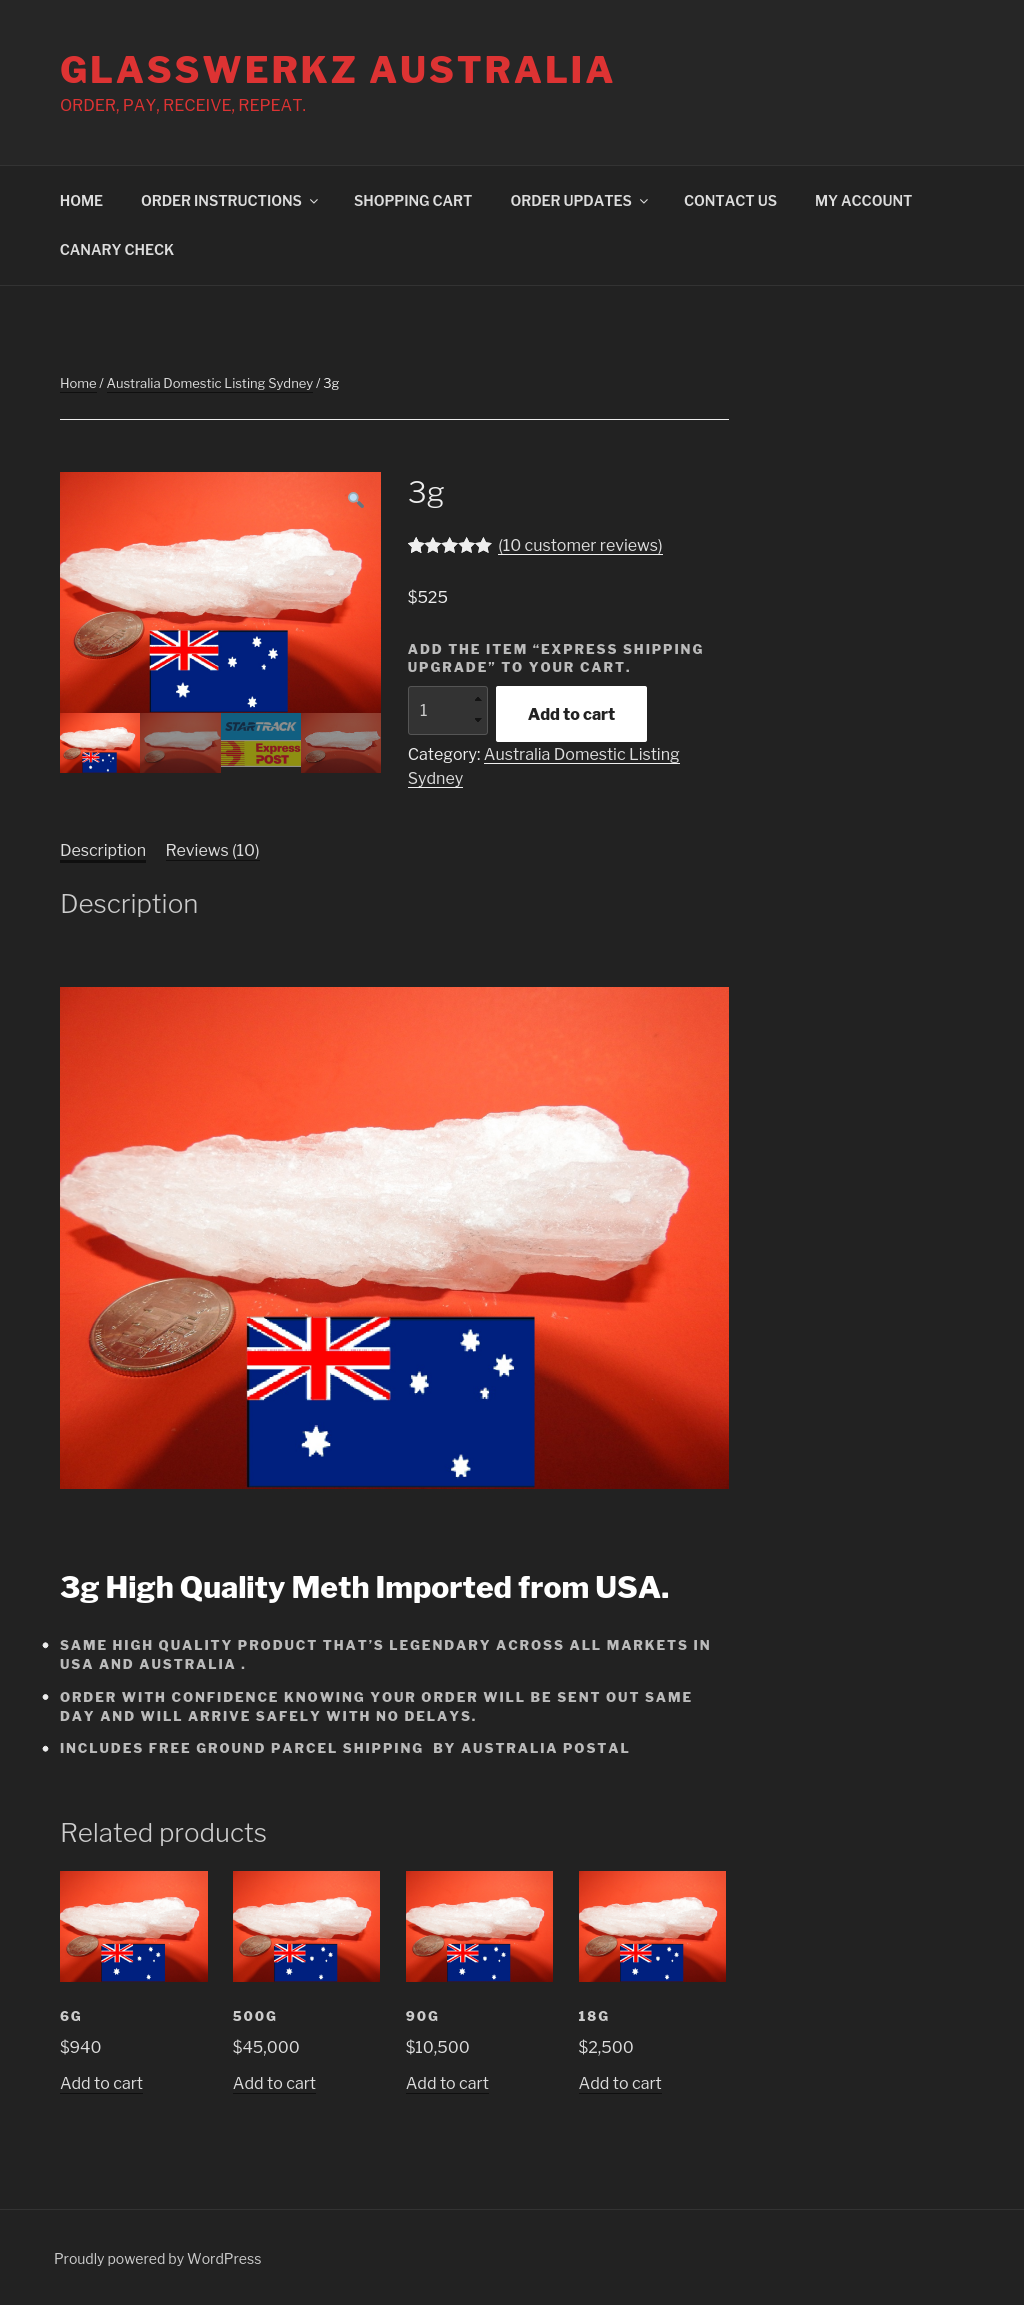 GLASSWERKZ AUSTRALIA
ORDER, PAY, RECEIVE, REPEAT.
HOME
ORDER INSTRUCTIONS
SHOPPING CART
ORDER UPDATES
CONTACT US
MY ACCOUNT
CANARY CHECK
Home / Australia Domestic Listing Sydney / 3g
3g
(10 customer reviews)
$525
ADD THE ITEM “EXPRESS SHIPPING
UPGRADE” TO YOUR CART.
1
Add to cart
STARTRACK
Express
POST
Category: Australia Domestic Listing
Sydney
Description
Reviews (10)
Description
3g High Quality Meth Imported from USA.
SAME HIGH QUALITY PRODUCT THAT’S LEGENDARY ACROSS ALL MARKETS IN
USA AND AUSTRALIA .
ORDER WITH CONFIDENCE KNOWING YOUR ORDER WILL BE SENT OUT SAME
DAY AND WILL ARRIVE SAFELY WITH NO DELAYS.
INCLUDES FREE GROUND PARCEL SHIPPING  BY AUSTRALIA POSTAL
Related products
6G
$940
Add to cart
500G
$45,000
Add to cart
90G
$10,500
Add to cart
18G
$2,500
Add to cart
Proudly powered by WordPress